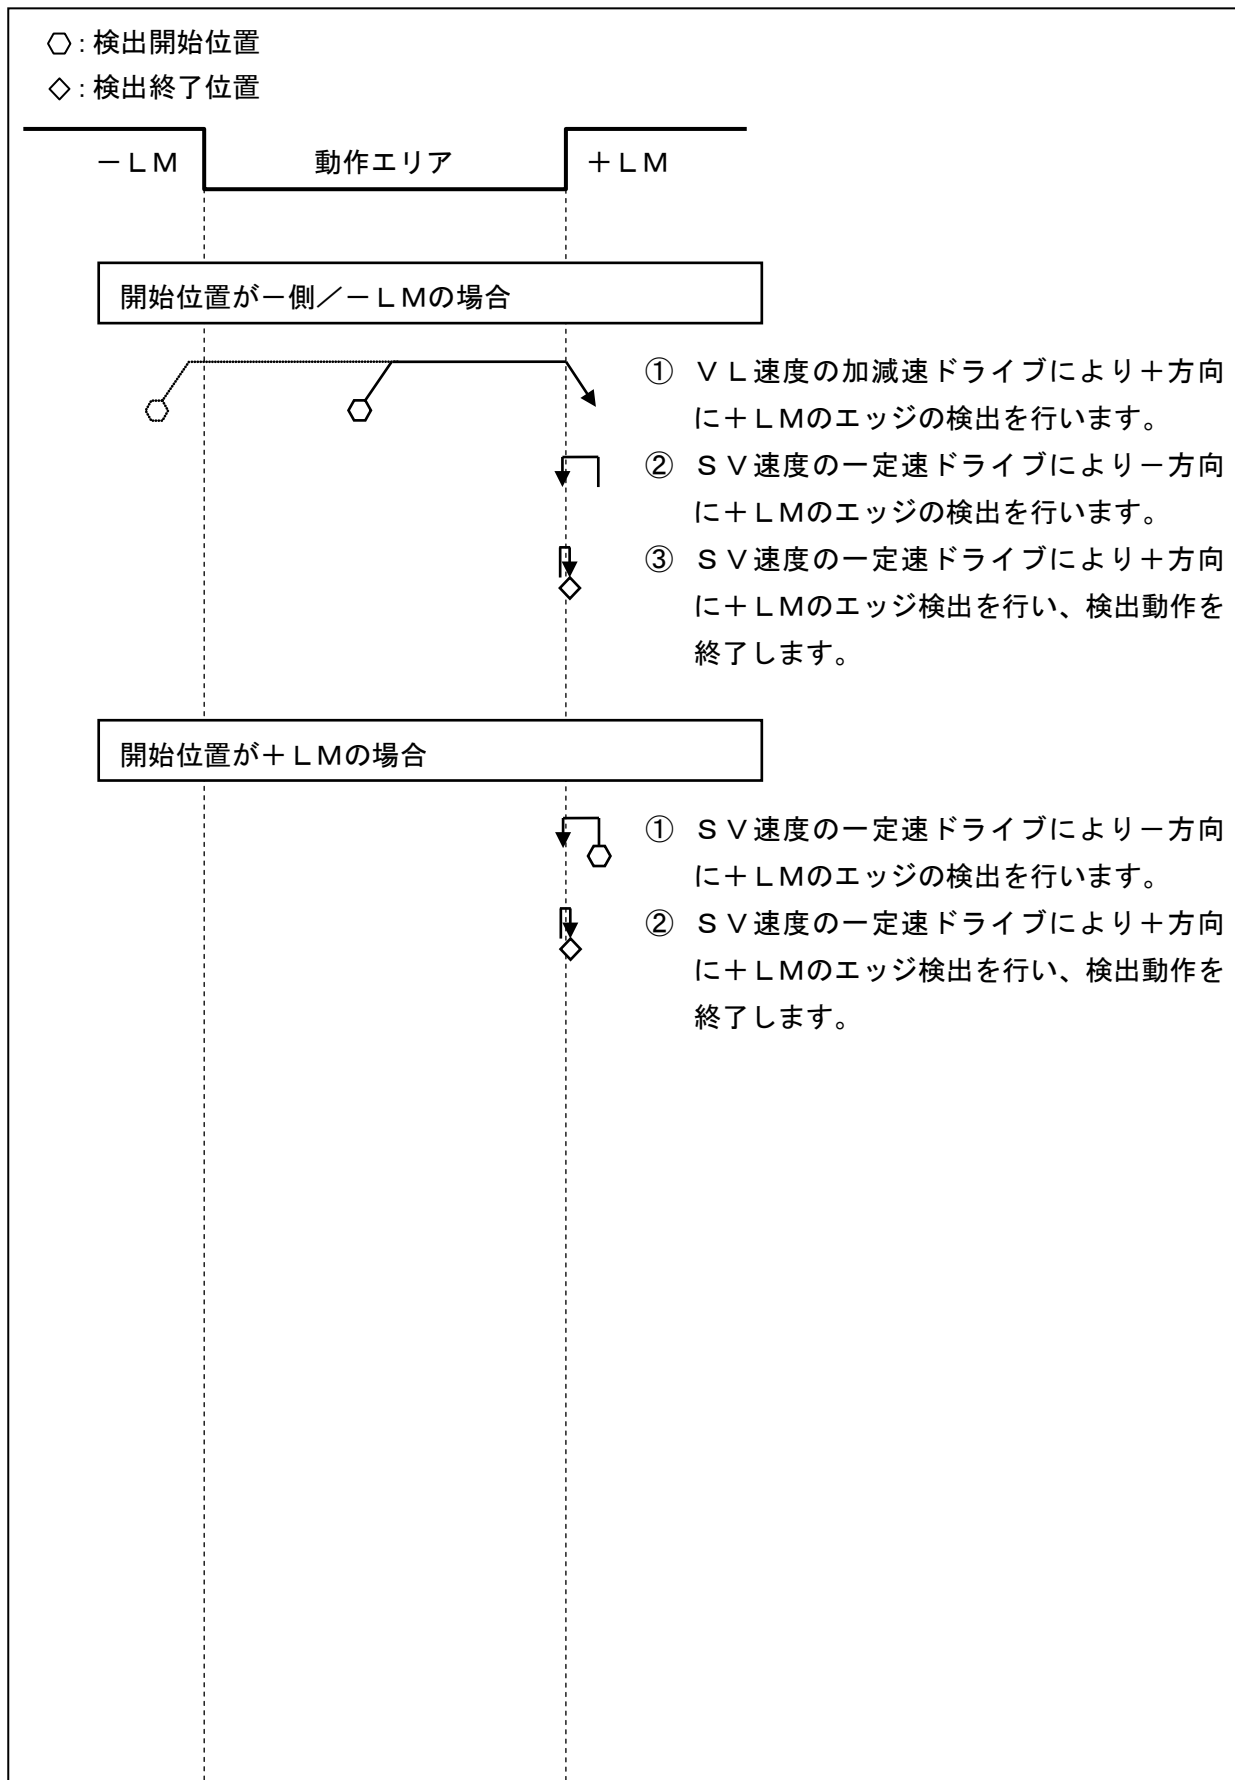 ：検出開始位置
：検出終了位置
－ＬＭ　動作エリア　＋ＬＭ
開始位置が－側／－ＬＭの場合
①　ＶＬ速度の加減速ドライブにより＋方向
に＋ＬＭのエッジの検出を行います。
②　ＳＶ速度の一定速ドライブにより－方向
に＋ＬＭのエッジの検出を行います。
③　ＳＶ速度の一定速ドライブにより＋方向
に＋ＬＭのエッジ検出を行い、検出動作を
終了します。
開始位置が＋ＬＭの場合
①　ＳＶ速度の一定速ドライブにより－方向
に＋ＬＭのエッジの検出を行います。
②　ＳＶ速度の一定速ドライブにより＋方向
に＋ＬＭのエッジ検出を行い、検出動作を
終了します。